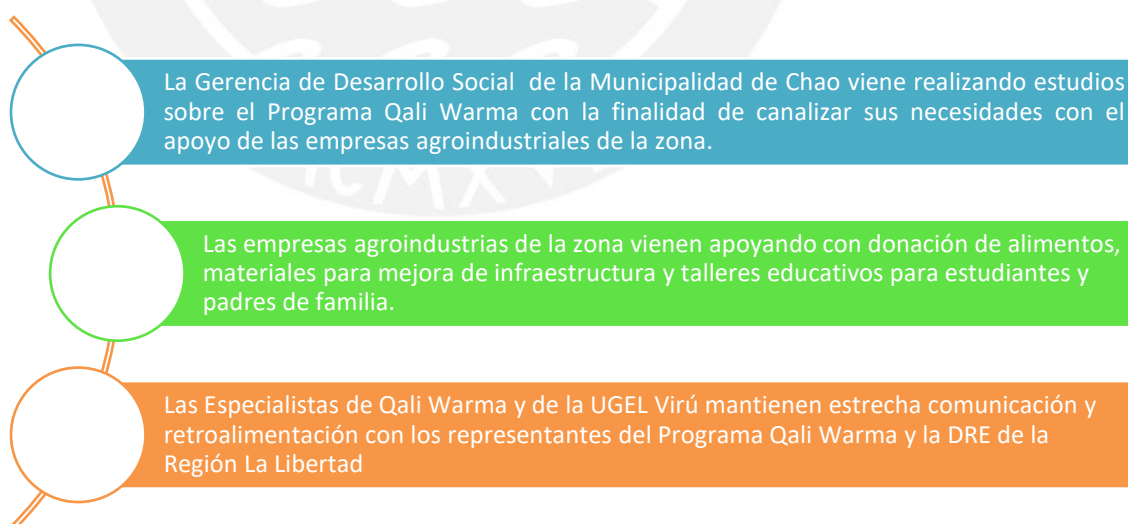 La Gerencia de Desarrollo Social de la Municipalidad de Chao viene realizando estudios
sobre el Programa Qali Warma con la finalidad de canalizar sus necesidades con el
apoyo de las empresas agroindustriales de la zona.
Las empresas agroindustrias de la zona vienen apoyando con donación de alimentos,
materiales para mejora de infraestructura y talleres educativos para estudiantes y
padres de familia.
Las Especialistas de Qali Warma y de la UGEL Virú mantienen estrecha comunicación y
retroalimentación con los representantes del Programa Qali Warma y la DRE de la
Región La Libertad